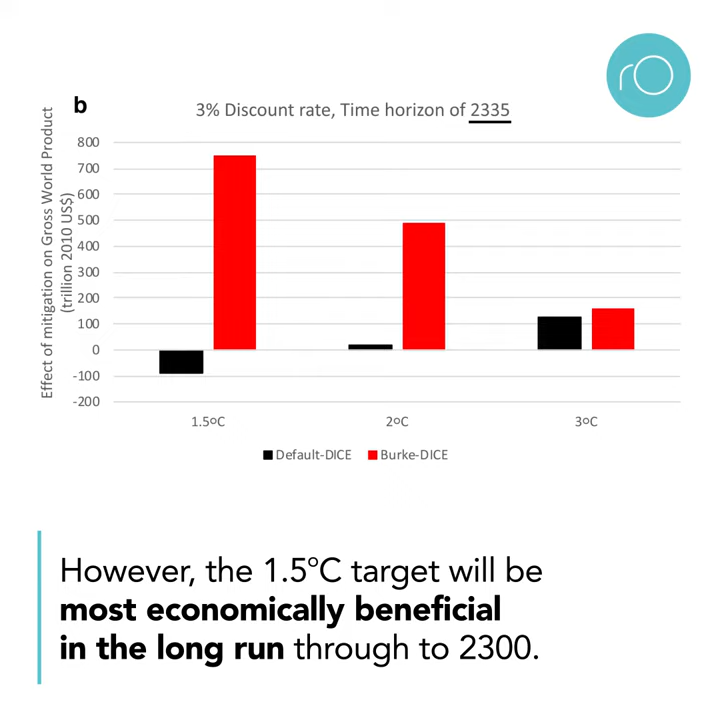 ro
b
3% Discount rate, Time horizon of 2335
Effect of mitigation on Gross World Product
(trillion 2010 US$)
800
700
600
500
400
300
200
100
0
-100
-200
1.5ºC
2ºC
3ºC
Default-DICE
Burke-DICE
However, the 1.5°C target will be
most economically beneficial
in the long run through to 2300.